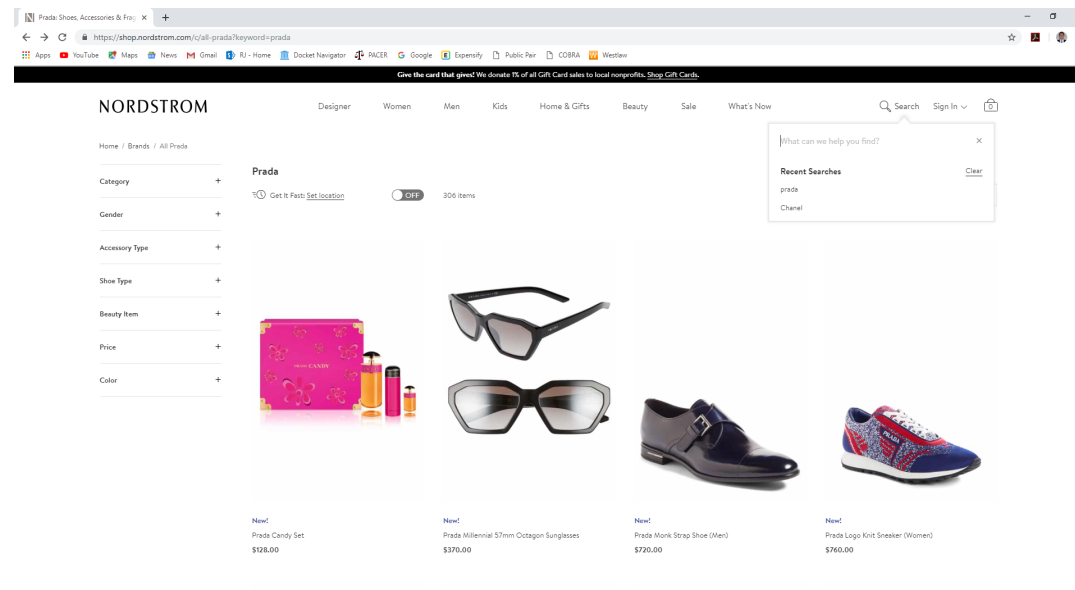 Prada: Shoes, Accessories & Frag
https://shop.nordstrom.com/c/all-prada?keyword=prada
Apps YouTube Maps News Gmail RJ - Home Docket Navigator PACER Google Expensify Public Pair COBRA Westlaw
Give the card that gives! We donate 1% of all Gift Card sales to local nonprofits. Shop Gift Cards.
NORDSTROM
Designer Women Men Kids Home & Gifts Beauty Sale What's Now
Search Sign In 0
What can we help you find?
Recent Searches Clear
prada
Chanel
Home / Brands / All Prada
Category +
Gender +
Accessory Type +
Shoe Type +
Beauty Item +
Price +
Color +
Prada
Get It Fast: Set location OFF 306 items
PRADA CANDY
PRADA
New!
Prada Candy Set
$128.00
New!
Prada Millennial 57mm Octagon Sunglasses
$370.00
New!
Prada Monk Strap Shoe (Men)
$720.00
New!
Prada Logo Knit Sneaker (Women)
$760.00